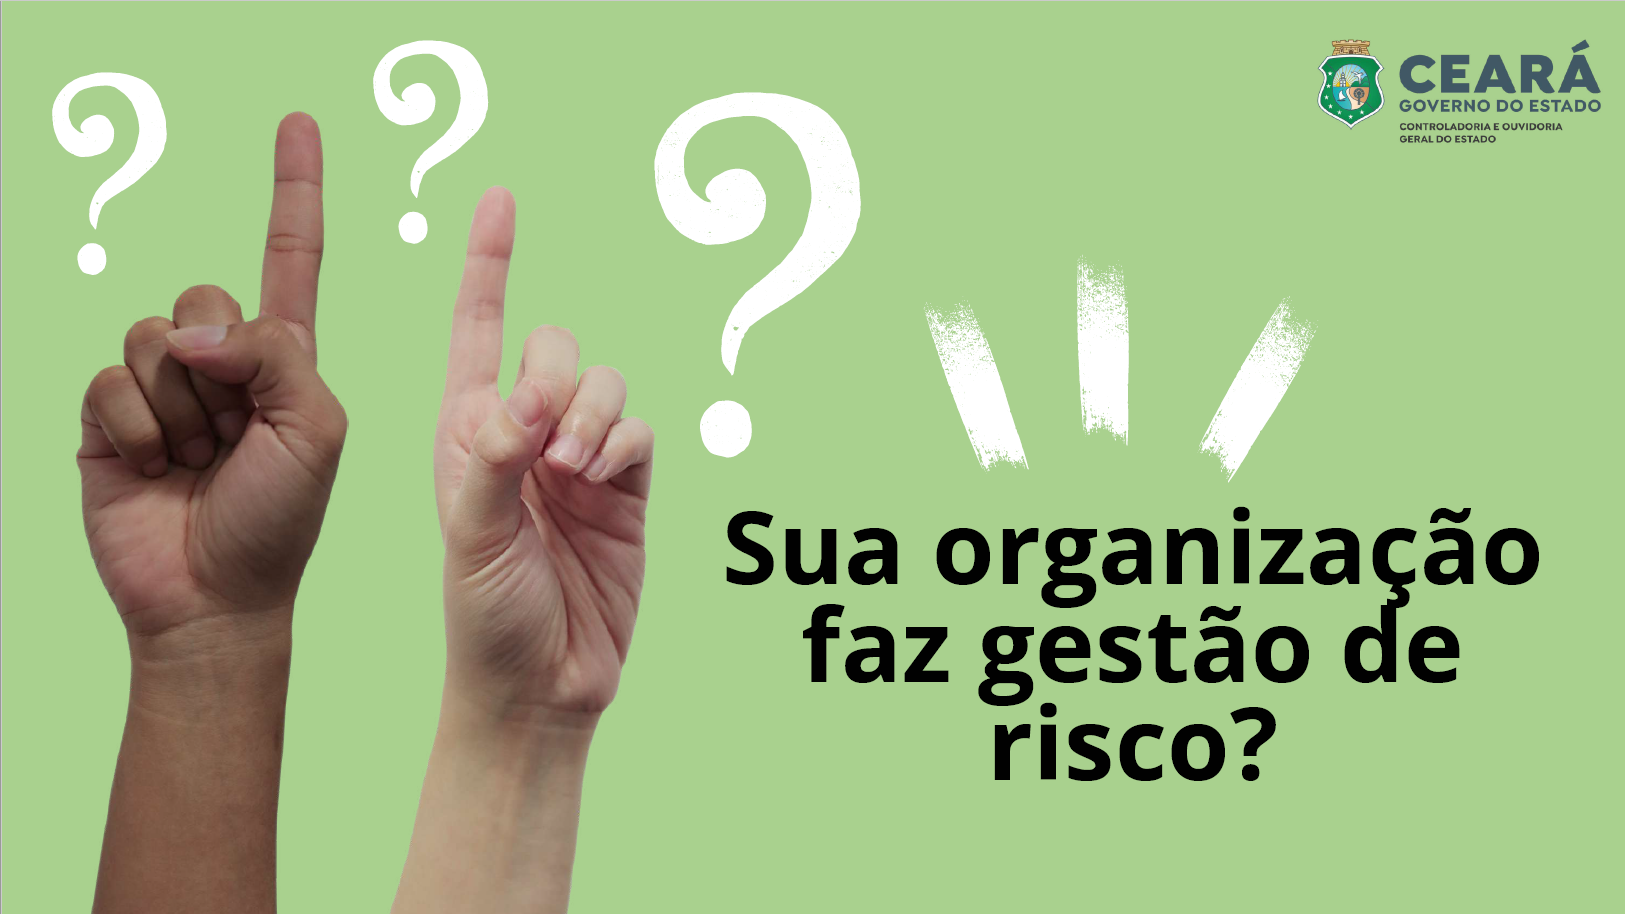 CEARÁ
GOVERNO DO ESTADO
CONTROLADORIA E OUVIDORIA
GERAL DO ESTADO
Sua organização
faz gestão de
risco?